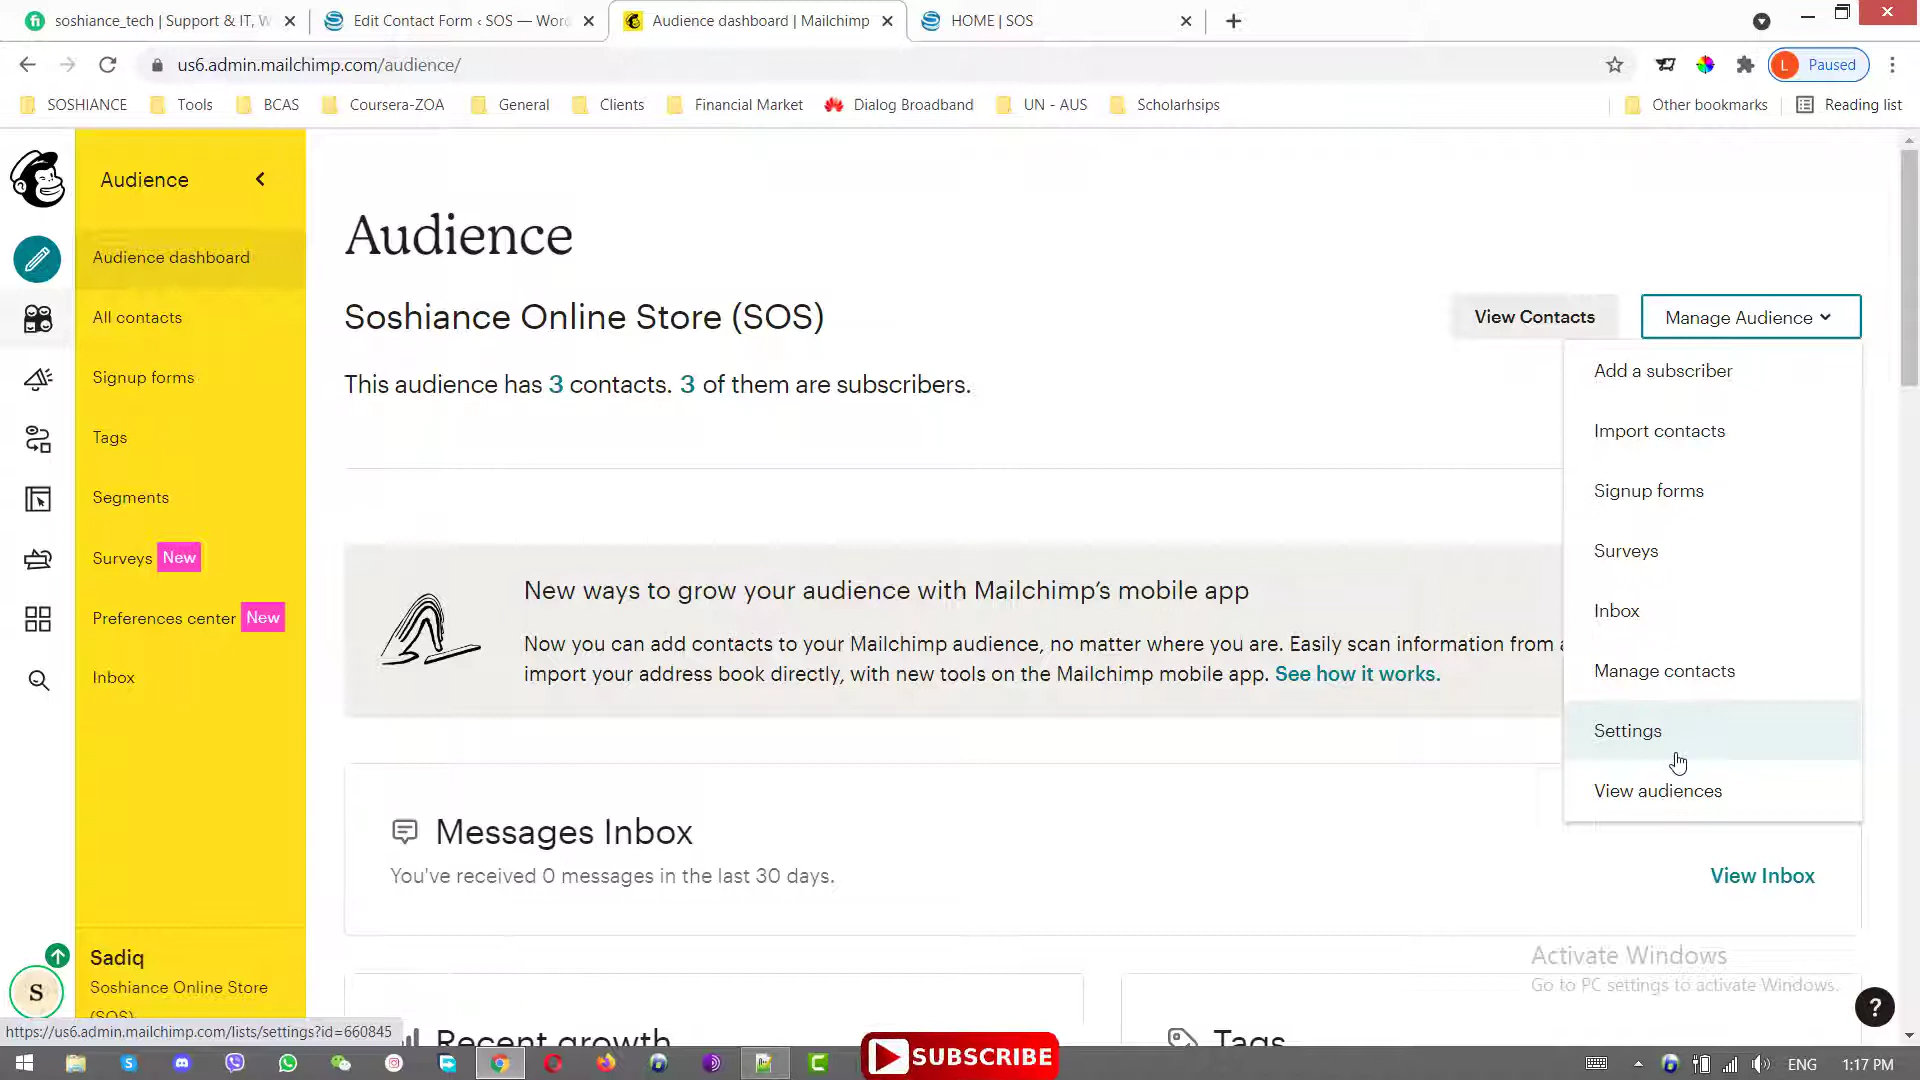 soshiance_tech | Support & IT, W
Edit Contact Form ‹ SOS — Wor
Audience dashboard | Mailchimp
HOME | SOS
us6.admin.mailchimp.com/audience/
L Paused
SOSHIANCE
Tools
BCAS
Coursera-ZOA
General
Clients
Financial Market
Dialog Broadband
UN - AUS
Scholarhsips
Other bookmarks
Reading list
Audience
Audience dashboard
All contacts
Signup forms
Tags
Segments
Surveys New
Preferences center New
Inbox
Sadiq
Soshiance Online Store
(SOS)
S
https://us6.admin.mailchimp.com/lists/settings?id=660845
Audience
Soshiance Online Store (SOS)
View Contacts
Manage Audience
This audience has 3 contacts. 3 of them are subscribers.
Add a subscriber
Import contacts
Signup forms
Surveys
Inbox
Manage contacts
Settings
View audiences
New ways to grow your audience with Mailchimp's mobile app
Now you can add contacts to your Mailchimp audience, no matter where you are. Easily scan information from
import your address book directly, with new tools on the Mailchimp mobile app. See how it works.
Messages Inbox
You've received 0 messages in the last 30 days.
View Inbox
Activate Windows
Go to PC settings to activate Windows.
?
Recent growth
Tags
SUBSCRIBE
ENG
1:17 PM